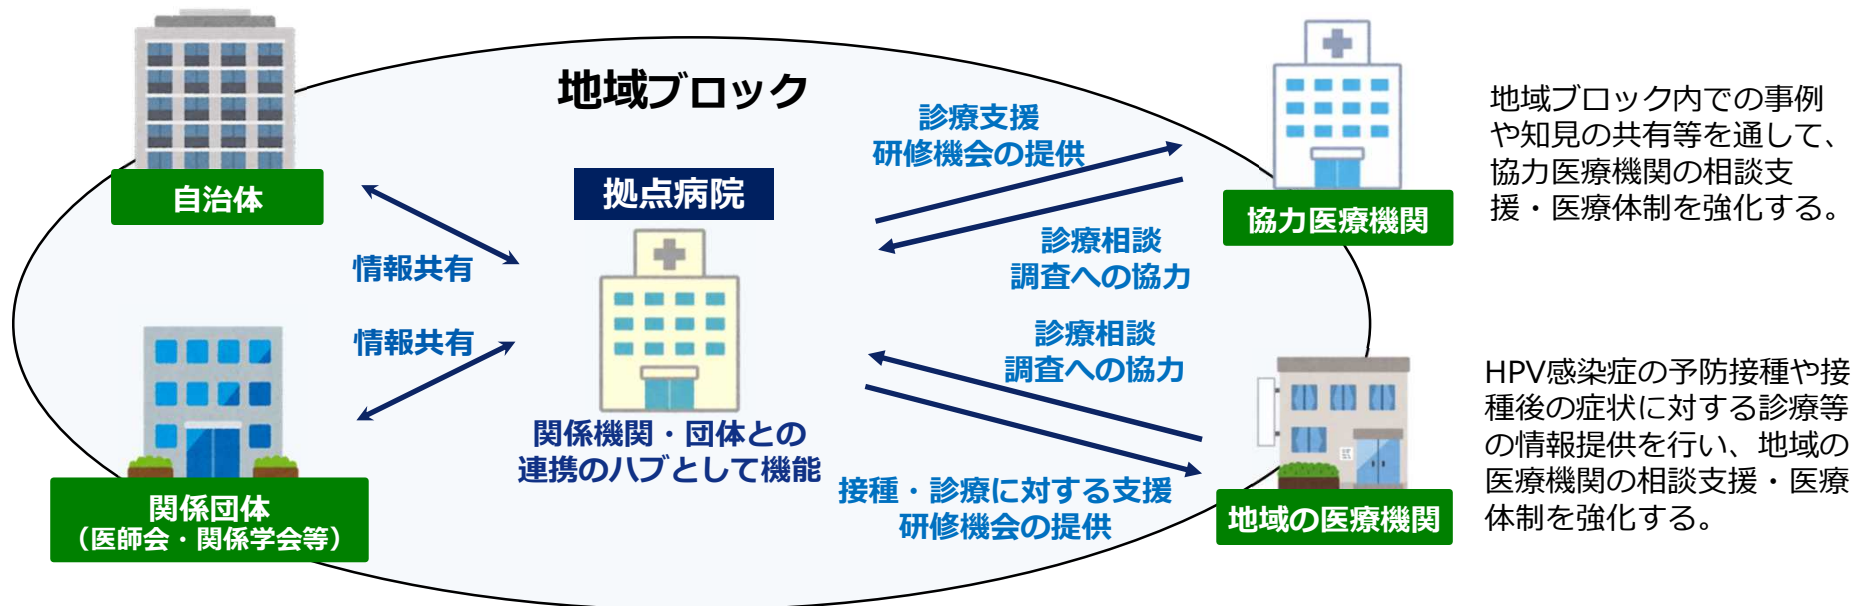 地域ブロック
自治体
情報共有
情報共有
関係団体
（医師会・関係学会等）
拠点病院
関係機関・団体との
連携のハブとして機能
診療支援
研修機会の提供
診療相談
調査への協力
診療相談
調査への協力
接種・診療に対する支援
研修機会の提供
協力医療機関
地域の医療機関
地域ブロック内での事例
や知見の共有等を通して、
協力医療機関の相談支
援・医療体制を強化する。
HPV感染症の予防接種や接
種後の症状に対する診療等
の情報提供を行い、地域の
医療機関の相談支援・医療
体制を強化する。